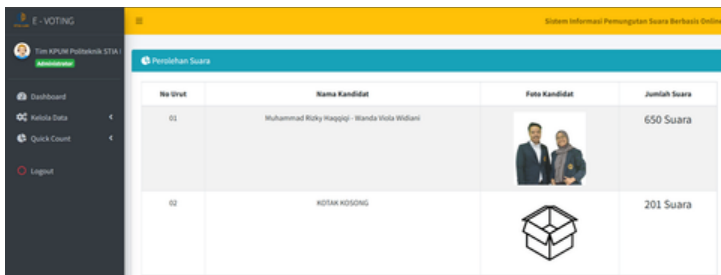 E - VOTING
Sistem Informasi Pemungutan Suara Berbasis Online
Tim KPUM Politeknik STIA
Administrator
Perolehan Suara
Dashboard
Kelola Data
Quick Count
Logout
No Urut Nama Kandidat Foto Kandidat Jumlah Suara
01 Muhammad Rizky Haqqiqi - Wanda Viola Widiani 650 Suara
02 KOTAK KOSONG 201 Suara